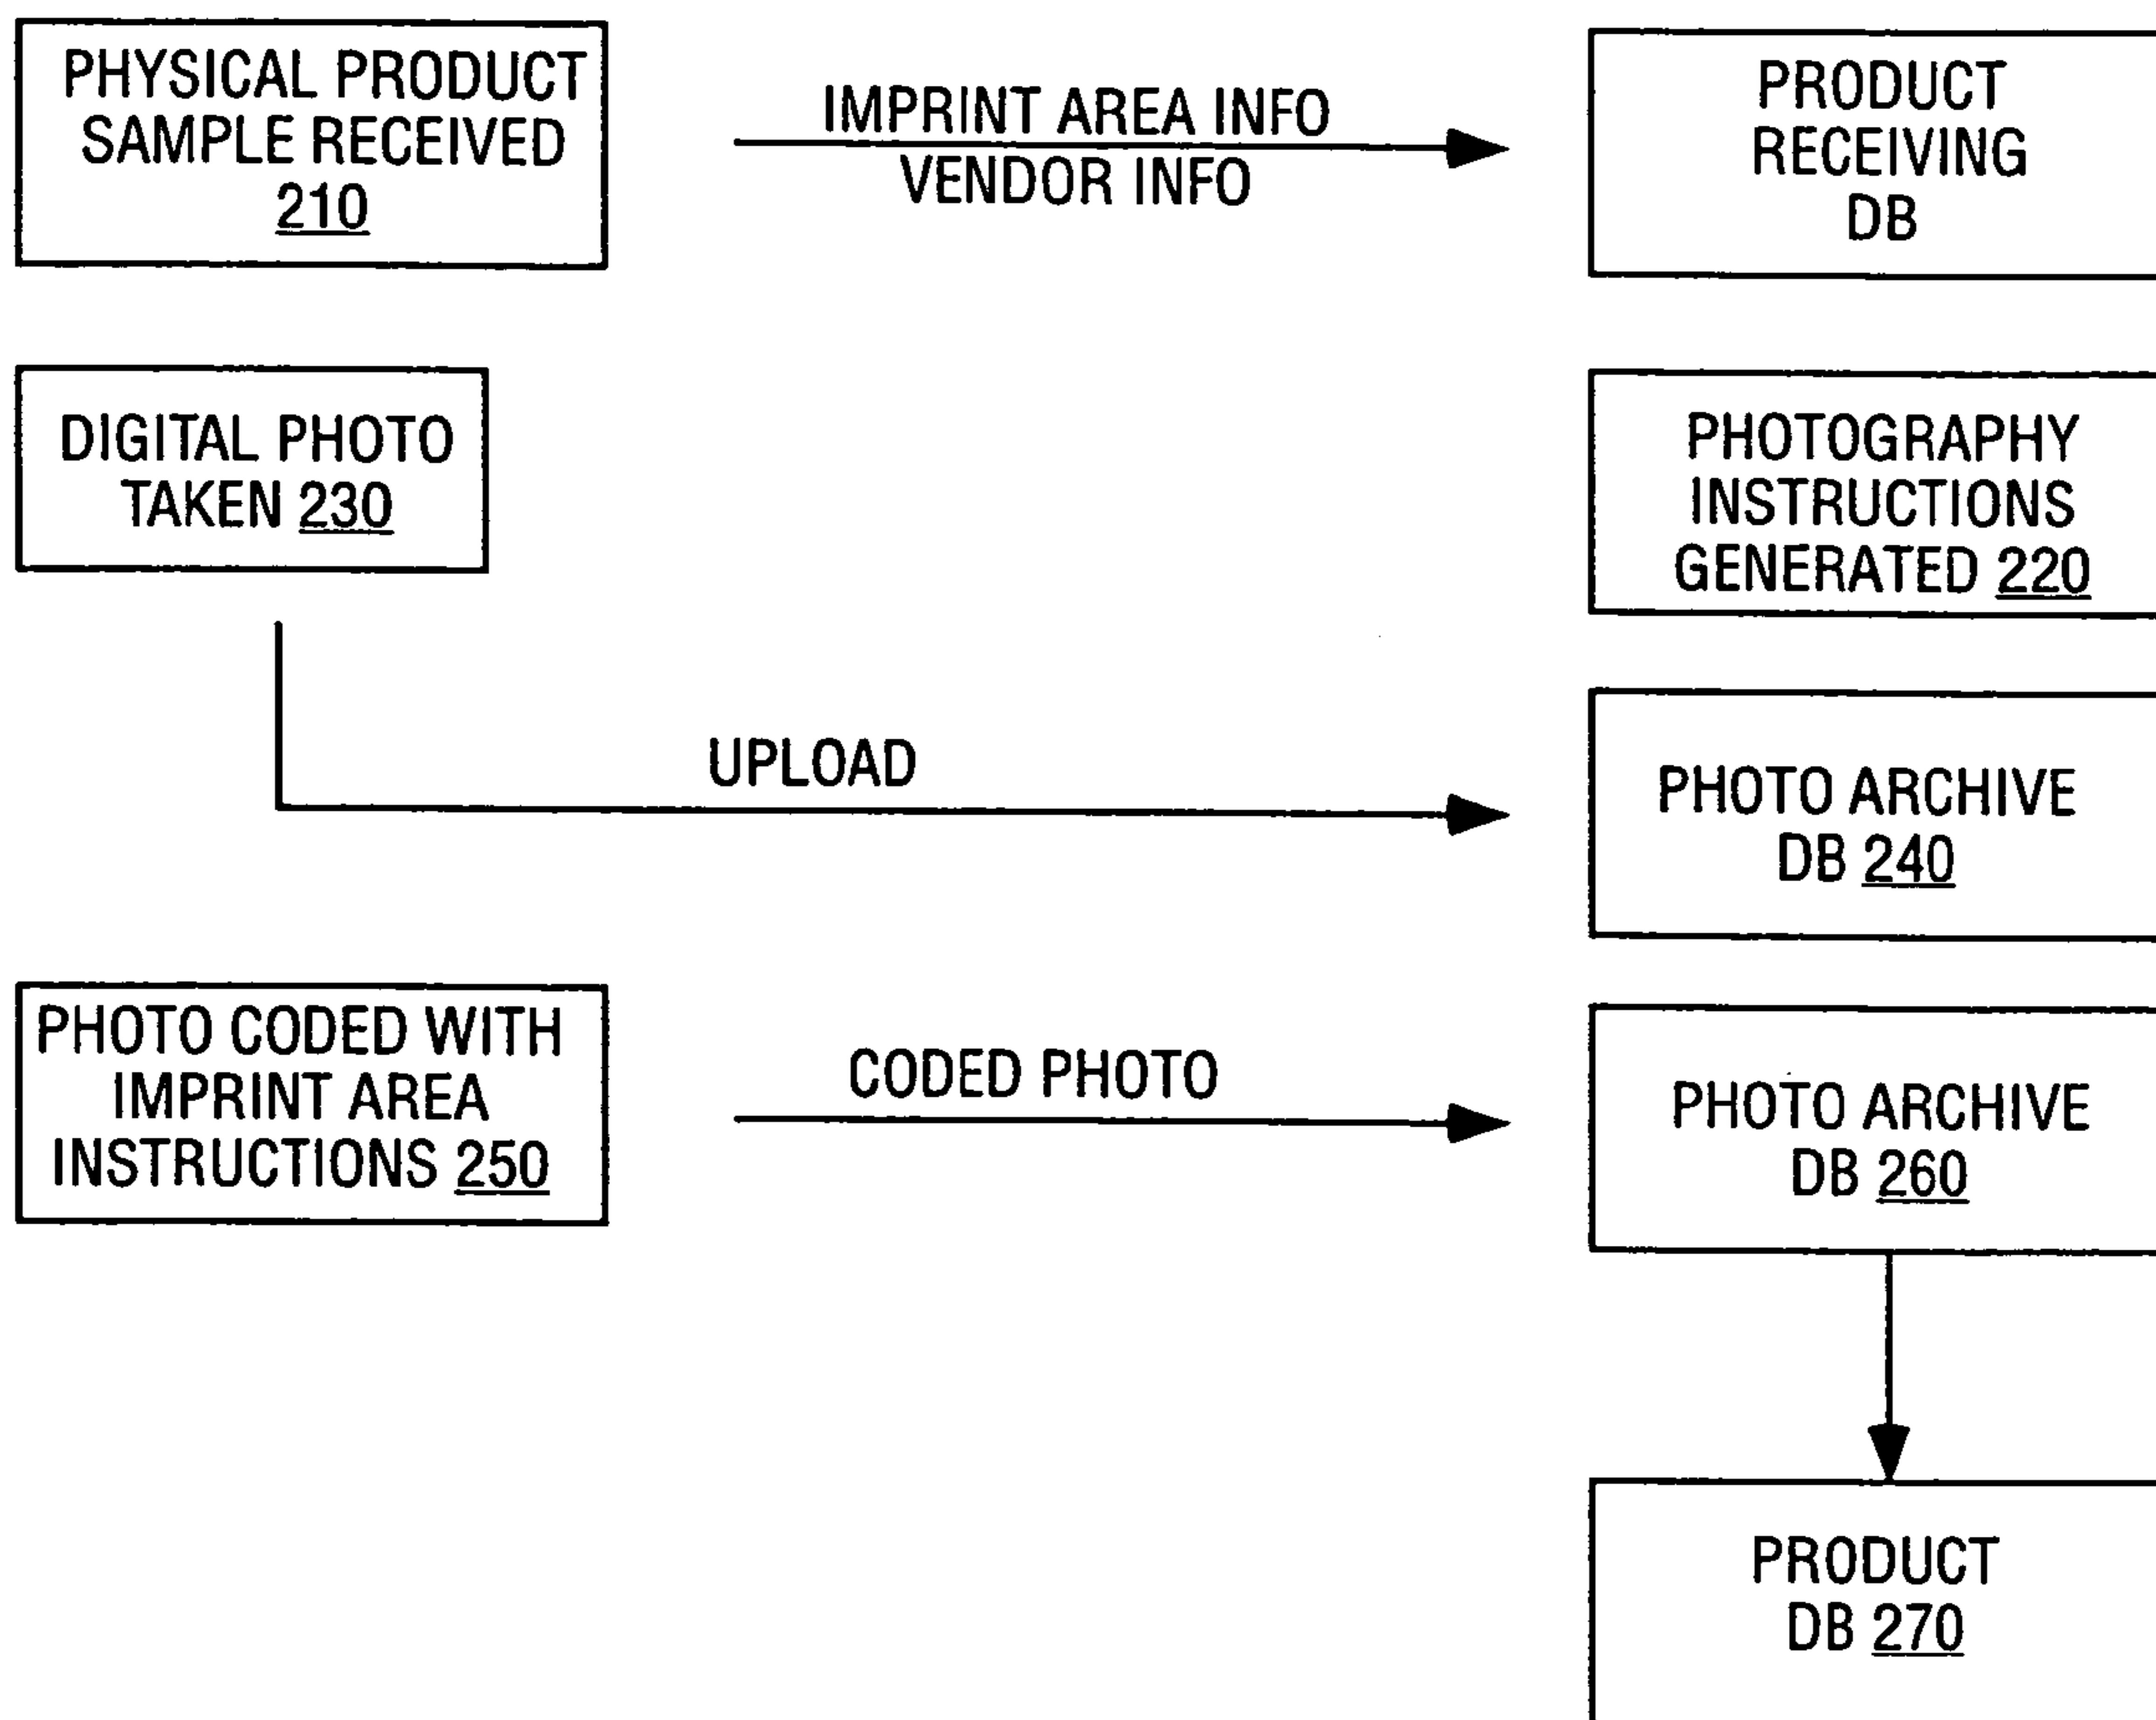 PHYSICAL PRODUCT
SAMPLE RECEIVED
210
IMPRINT AREA INFO
VENDOR INFO
PRODUCT
RECEIVING
DB
DIGITAL PHOTO
TAKEN 230
PHOTOGRAPHY
INSTRUCTIONS
GENERATED 220
UPLOAD
PHOTO ARCHIVE
DB 240
PHOTO CODED WITH
IMPRINT AREA
INSTRUCTIONS 250
CODED PHOTO
PHOTO ARCHIVE
DB 260
PRODUCT
DB 270